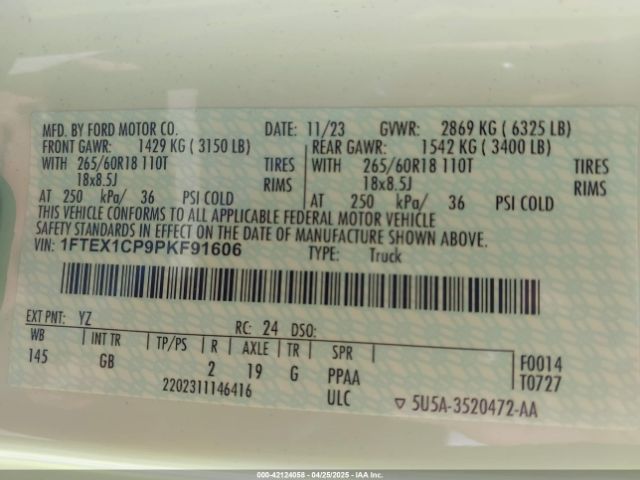 MFD. BY FORD MOTOR CO. DATE: 11/23 GVWR: 2869 KG ( 6325 LB)
FRONT GAWR: 1429 KG ( 3150 LB) REAR GAWR: 1542 KG ( 3400 LB)
WITH 265/60R18 110T TIRES WITH 265/60R18 110T TIRES
18x8.5J RIMS 18x8.5J RIMS
AT 250 kPa/ 36 PSI COLD AT 250 kPa/ 36 PSI COLD
THIS VEHICLE CONFORMS TO ALL APPLICABLE FEDERAL MOTOR VEHICLE
SAFETY STANDARDS IN EFFECT ON THE DATE OF MANUFACTURE SHOWN ABOVE.
VIN: 1FTEX1CP9PKF91606 TYPE: Truck
EXT PNT: YZ RC: 24 DSO:
WB INT TR TP/PS R AXLE TR SPR
145 GB 2 19 G PPAA F0014
2202311146416 ULC T0727
▽ 5U5A-3520472-AA
000-42124058 - 04/25/2025 - IAA Inc.